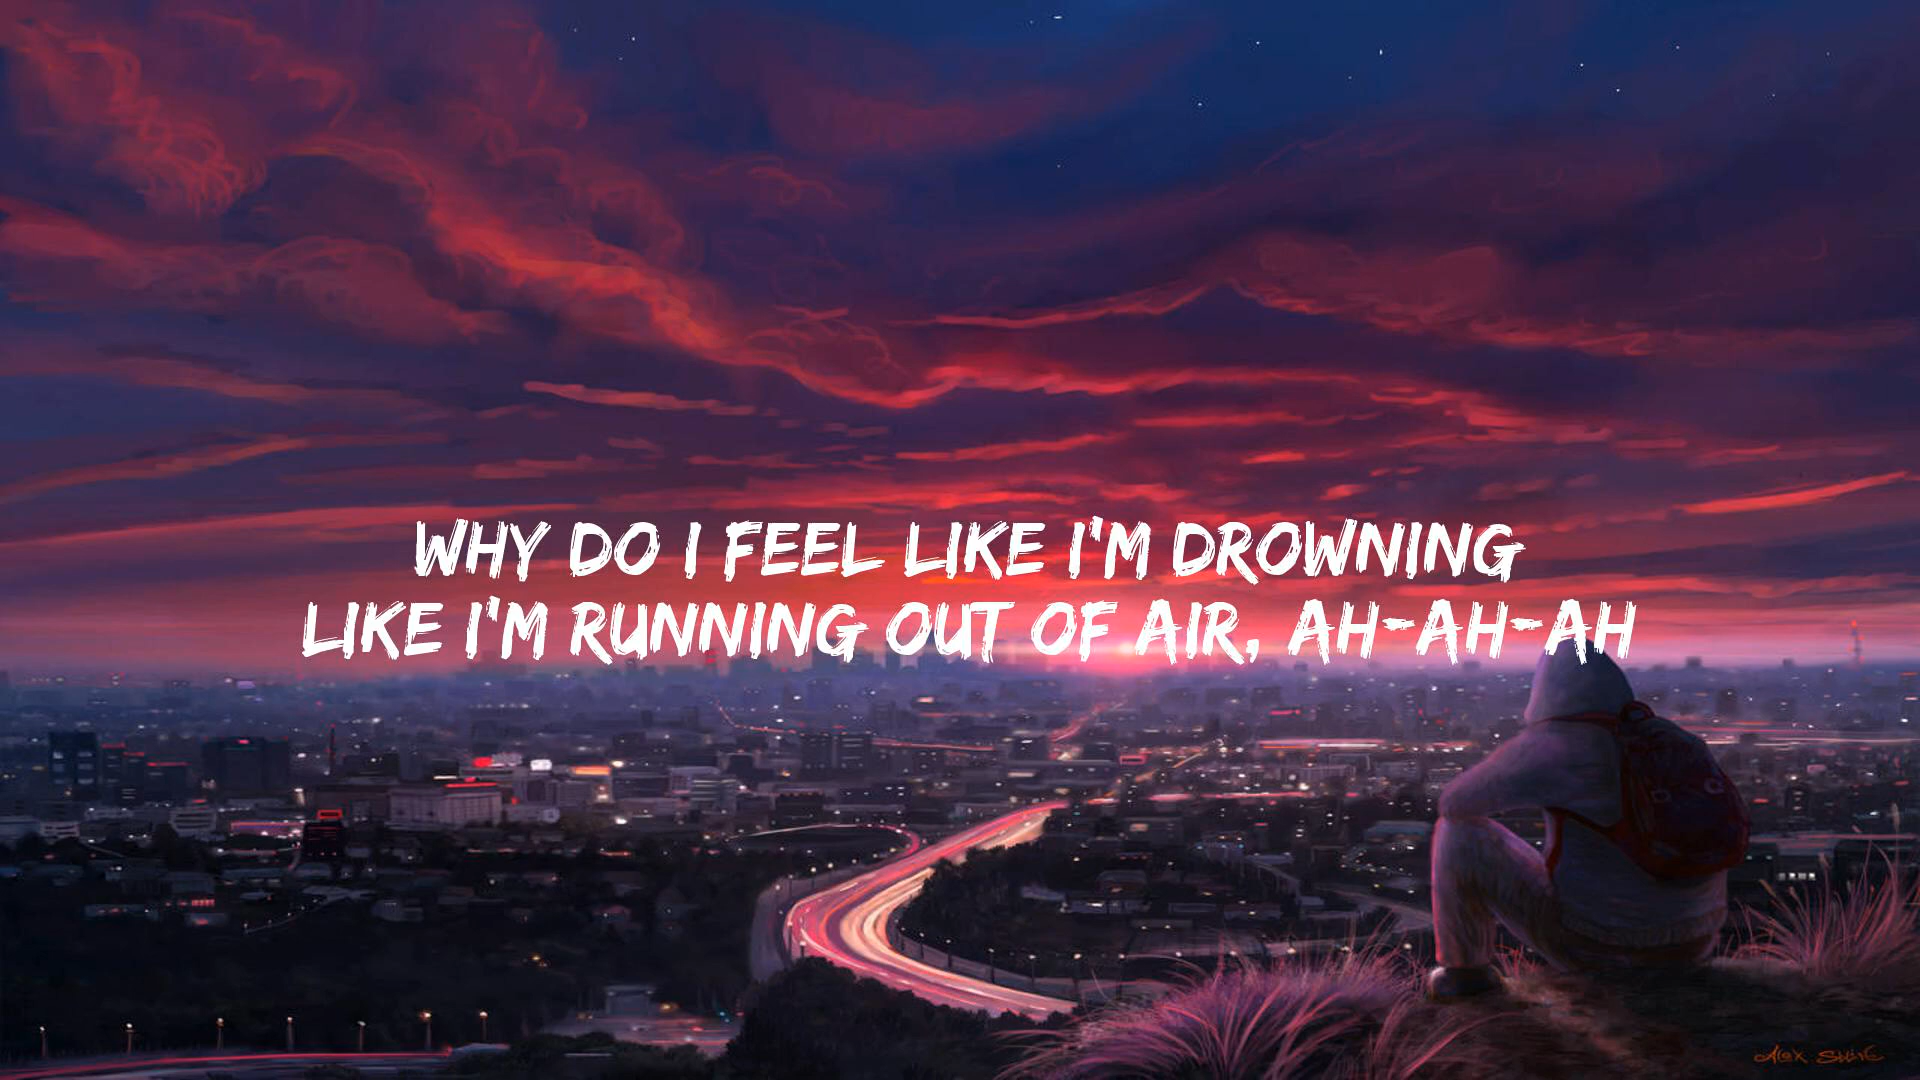 WHY DO I FEEL LIKE I'M DROWNING
LIKE I'M RUNNING OUT OF AIR, AH-AH-AH